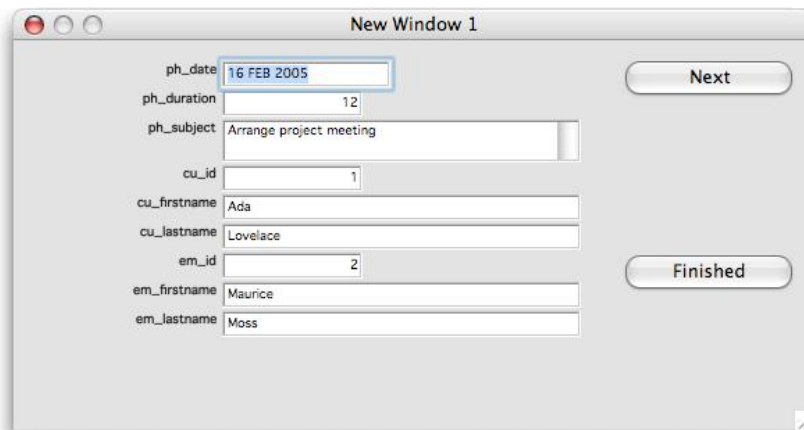 New Window 1
ph_date 16 FEB 2005
Next
ph_duration 12
ph_subject Arrange project meeting
cu_id 1
cu_firstname Ada
cu_lastname Lovelace
em_id 2
Finished
em_firstname Maurice
em_lastname Moss